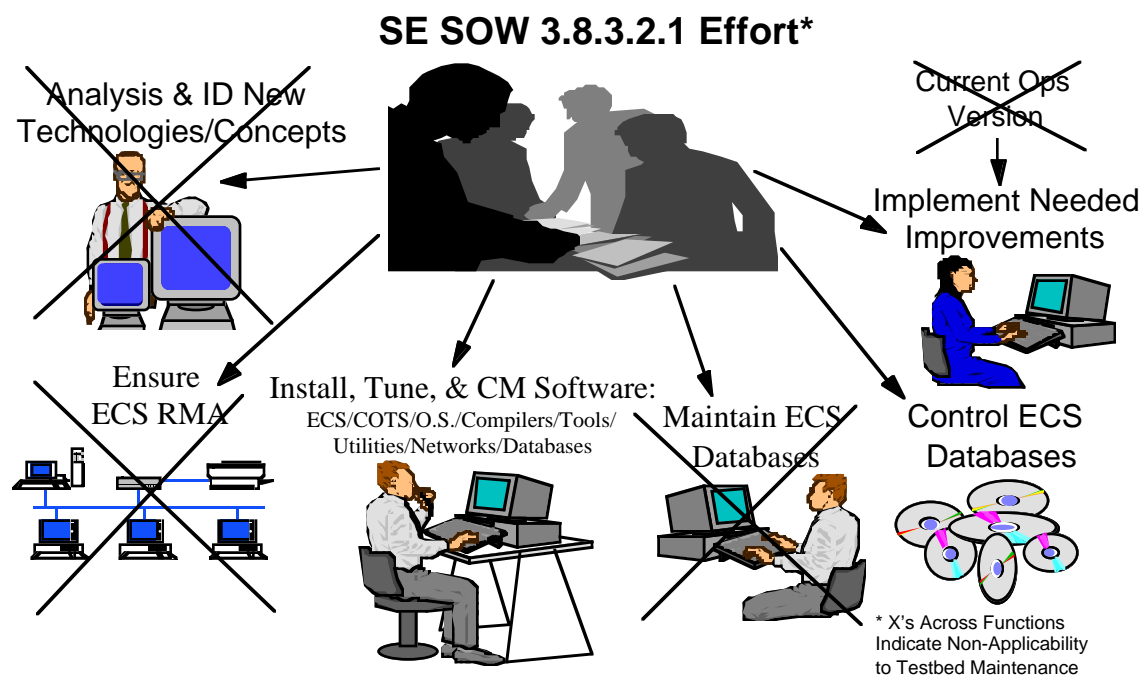 SE SOW 3.8.3.2.1 Effort*
Analysis & ID New
Technologies/Concepts
Current Ops
Version
Implement Needed
Improvements
Ensure
ECS RMA
Install, Tune, & CM Software:
ECS/COTS/O.S./Compilers/Tools/
Utilities/Networks/Databases
Maintain ECS
Databases
Control ECS
Databases
* X's Across Functions
Indicate Non-Applicability
to Testbed Maintenance